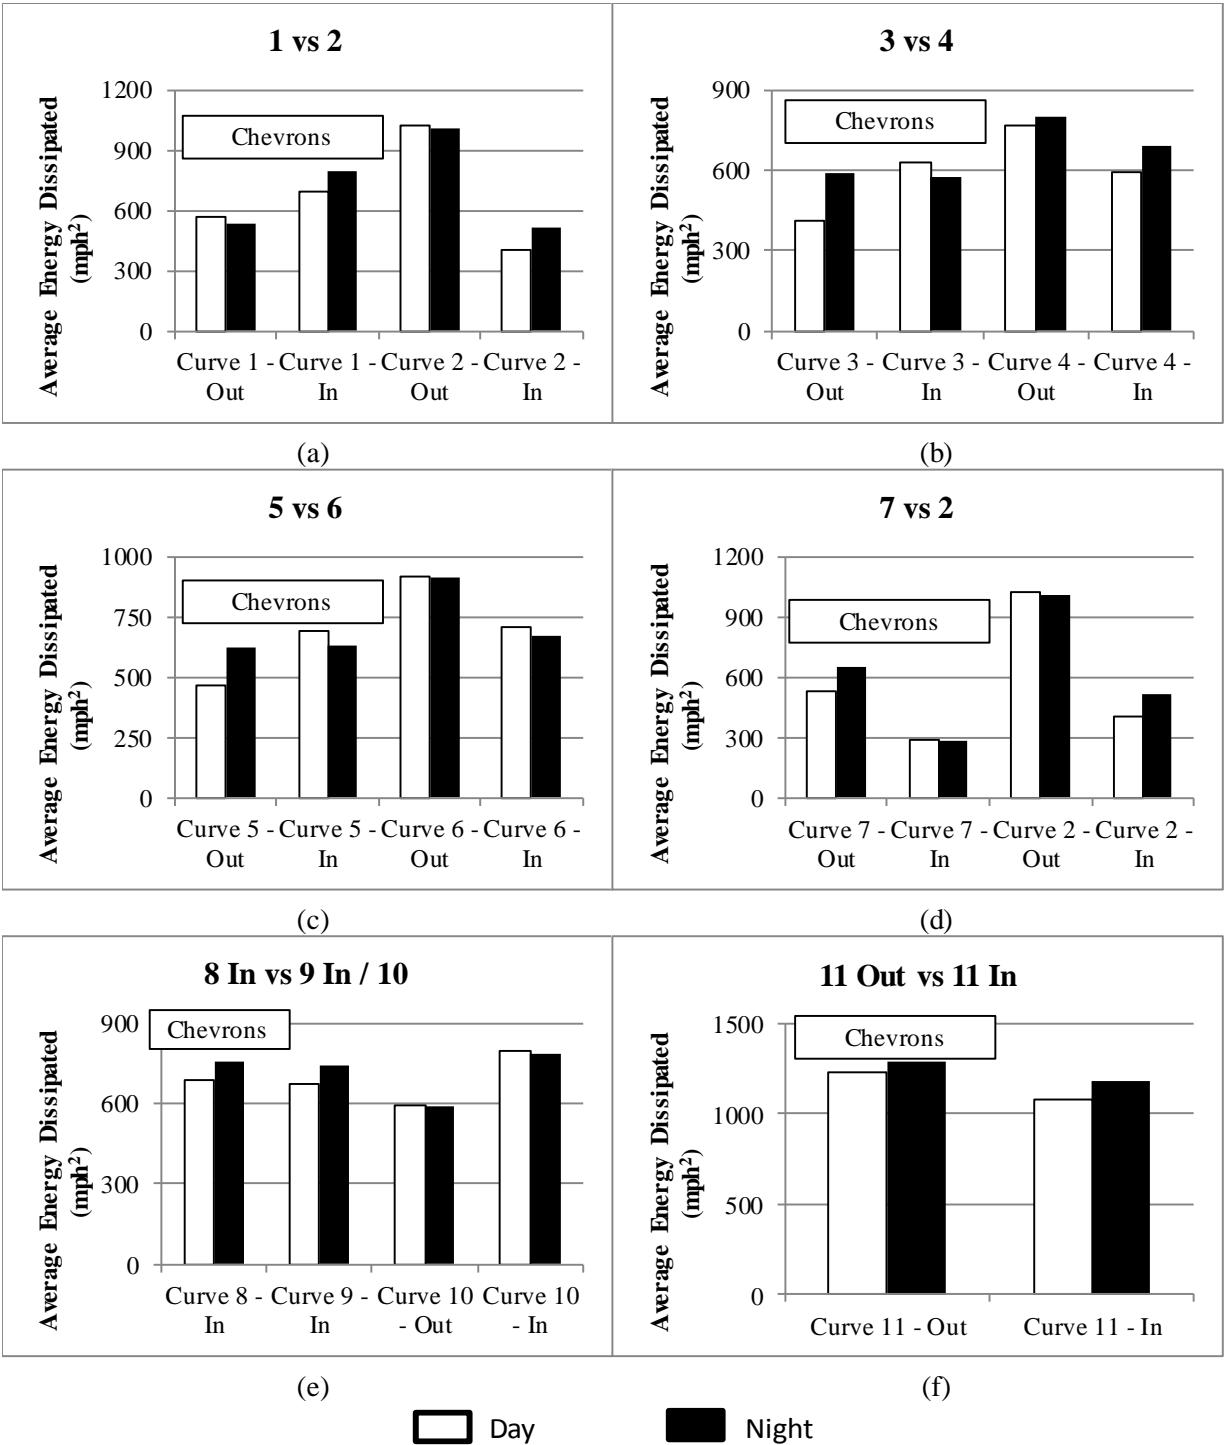 1 vs 2
Average Energy Dissipated
(mph²)
1200
900
600
300
0
Chevrons
Curve 1 - Curve 1 - Curve 2 - Curve 2 -
Out In Out In
(a)
3 vs 4
Average Energy Dissipated
(mph²)
900
600
300
0
Chevrons
Curve 3 - Curve 3 - Curve 4 - Curve 4 -
Out In Out In
(b)
5 vs 6
Average Energy Dissipated
(mph²)
1000
750
500
250
0
Chevrons
Curve 5 - Curve 5 - Curve 6 - Curve 6 -
Out In Out In
(c)
7 vs 2
Average Energy Dissipated
(mph²)
1200
900
600
300
0
Chevrons
Curve 7 - Curve 7 - Curve 2 - Curve 2 -
Out In Out In
(d)
8 In vs 9 In / 10
Average Energy Dissipated
(mph²)
900
600
300
0
Chevrons
Curve 8 - Curve 9 - Curve 10 Curve 10
In In - Out - In
(e)
11 Out vs 11 In
Average Energy Dissipated
(mph²)
1500
1000
500
0
Chevrons
Curve 11 - Out Curve 11 - In
(f)
Day Night